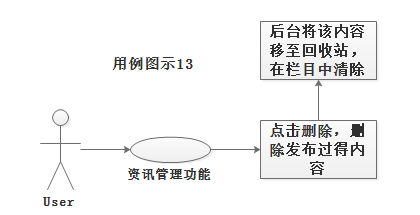 后台将该内容
移至回收站，
在栏目中清除
用例图示13
点击删除，删
除发布过得内
容
资讯管理功能
User